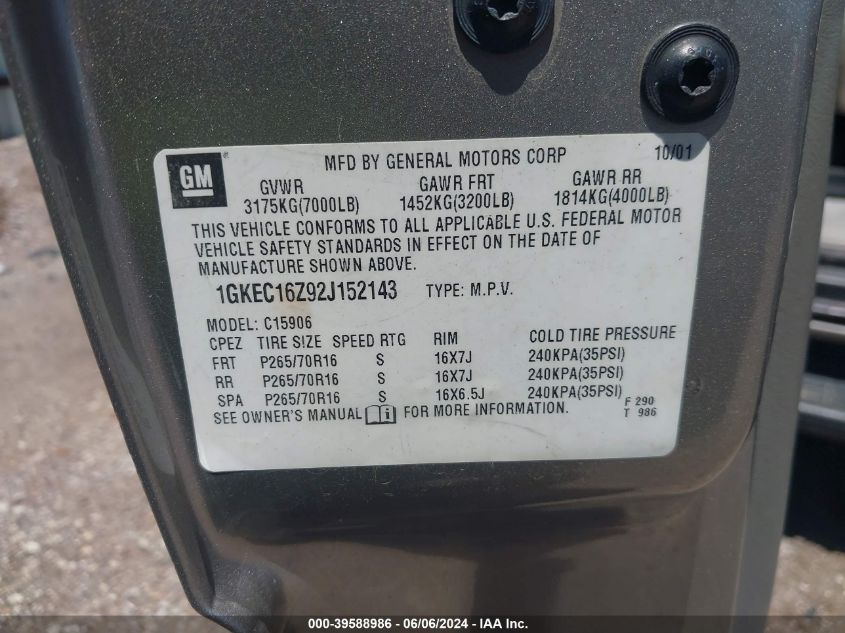 GM MFD BY GENERAL MOTORS CORP 10/01
GVWR GAWR FRT GAWR RR
3175KG(7000LB) 1452KG(3200LB) 1814KG(4000LB)
THIS VEHICLE CONFORMS TO ALL APPLICABLE U.S. FEDERAL MOTOR
VEHICLE SAFETY STANDARDS IN EFFECT ON THE DATE OF
MANUFACTURE SHOWN ABOVE.
1GKEC16Z92J152143 TYPE: M.P.V.
MODEL: C15906
CPEZ TIRE SIZE SPEED RTG RIM COLD TIRE PRESSURE
FRT P265/70R16 S 16X7J 240KPA(35PSI)
RR P265/70R16 S 16X7J 240KPA(35PSI)
SPA P265/70R16 S 16X6.5J 240KPA(35PSI)
SEE OWNER'S MANUAL FOR MORE INFORMATION.
F 290
T 986
000-39588986 - 06/06/2024 - IAA Inc.